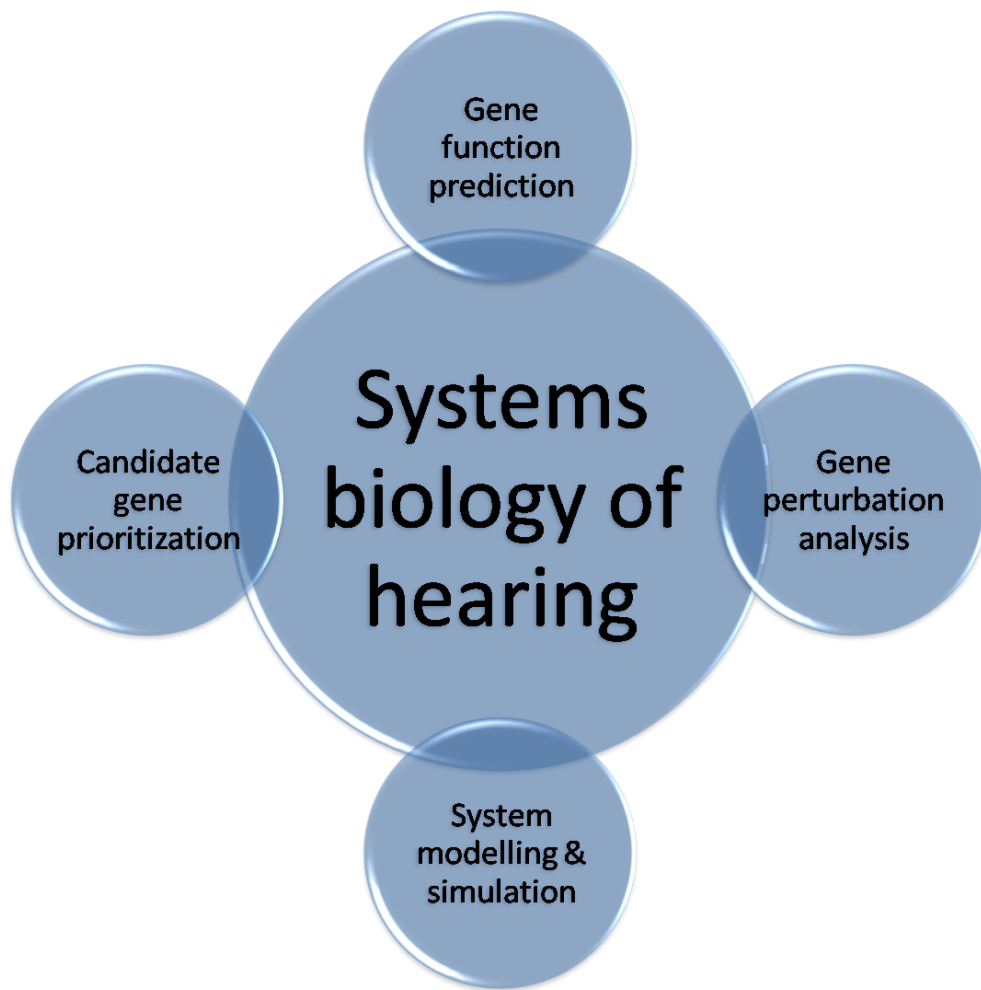 Gene
function
prediction
Systems
biology of
hearing
Candidate
gene
prioritization
Gene
perturbation
analysis
System
modelling &
simulation